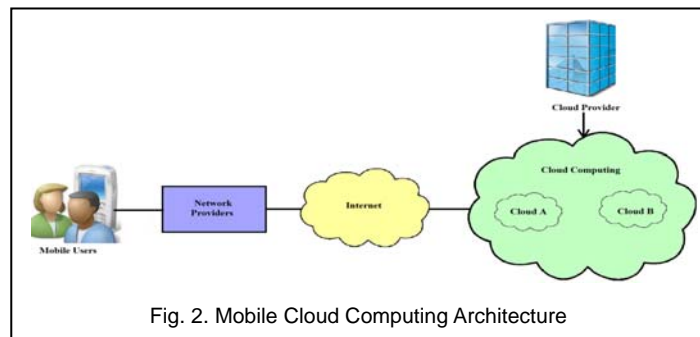 Cloud Provider
Cloud Computing
Network
Providers
Internet
Cloud A
Cloud B
Mobile Users
Fig. 2. Mobile Cloud Computing Architecture